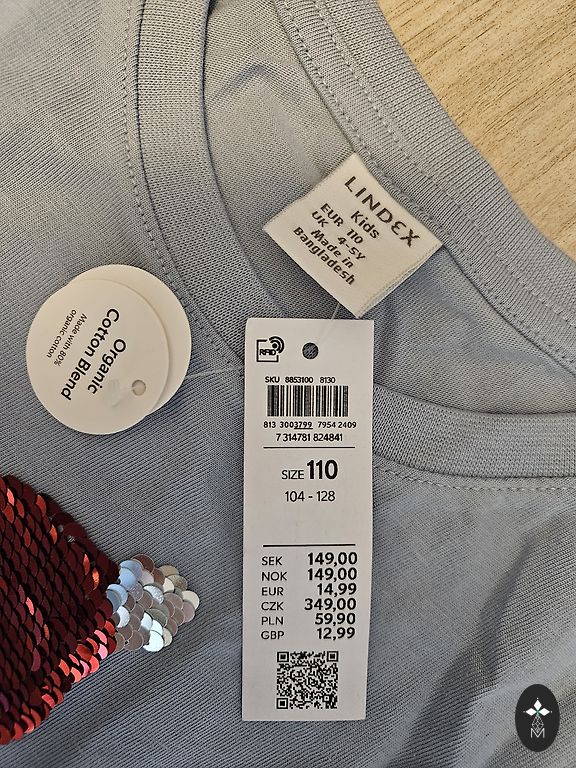 LINDEX
Kids
EUR 110
UK 4-5Y
Made in
Bangladesh
Organic
Cotton Blend
Made with 80%
organic cotton
RFID
SKU 8853100 8130
813 3003799 7954 2409
7 314781 824841
SIZE 110
104 - 128
SEK 149,00
NOK 149,00
EUR 14,99
CZK 349,00
PLN 59,90
GBP 12,99
M